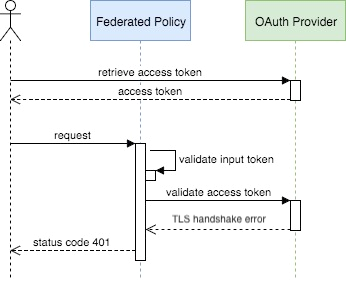 Federated Policy
OAuth Provider
retrieve access token
access token
request
validate input token
validate access token
TLS handshake error
status code 401